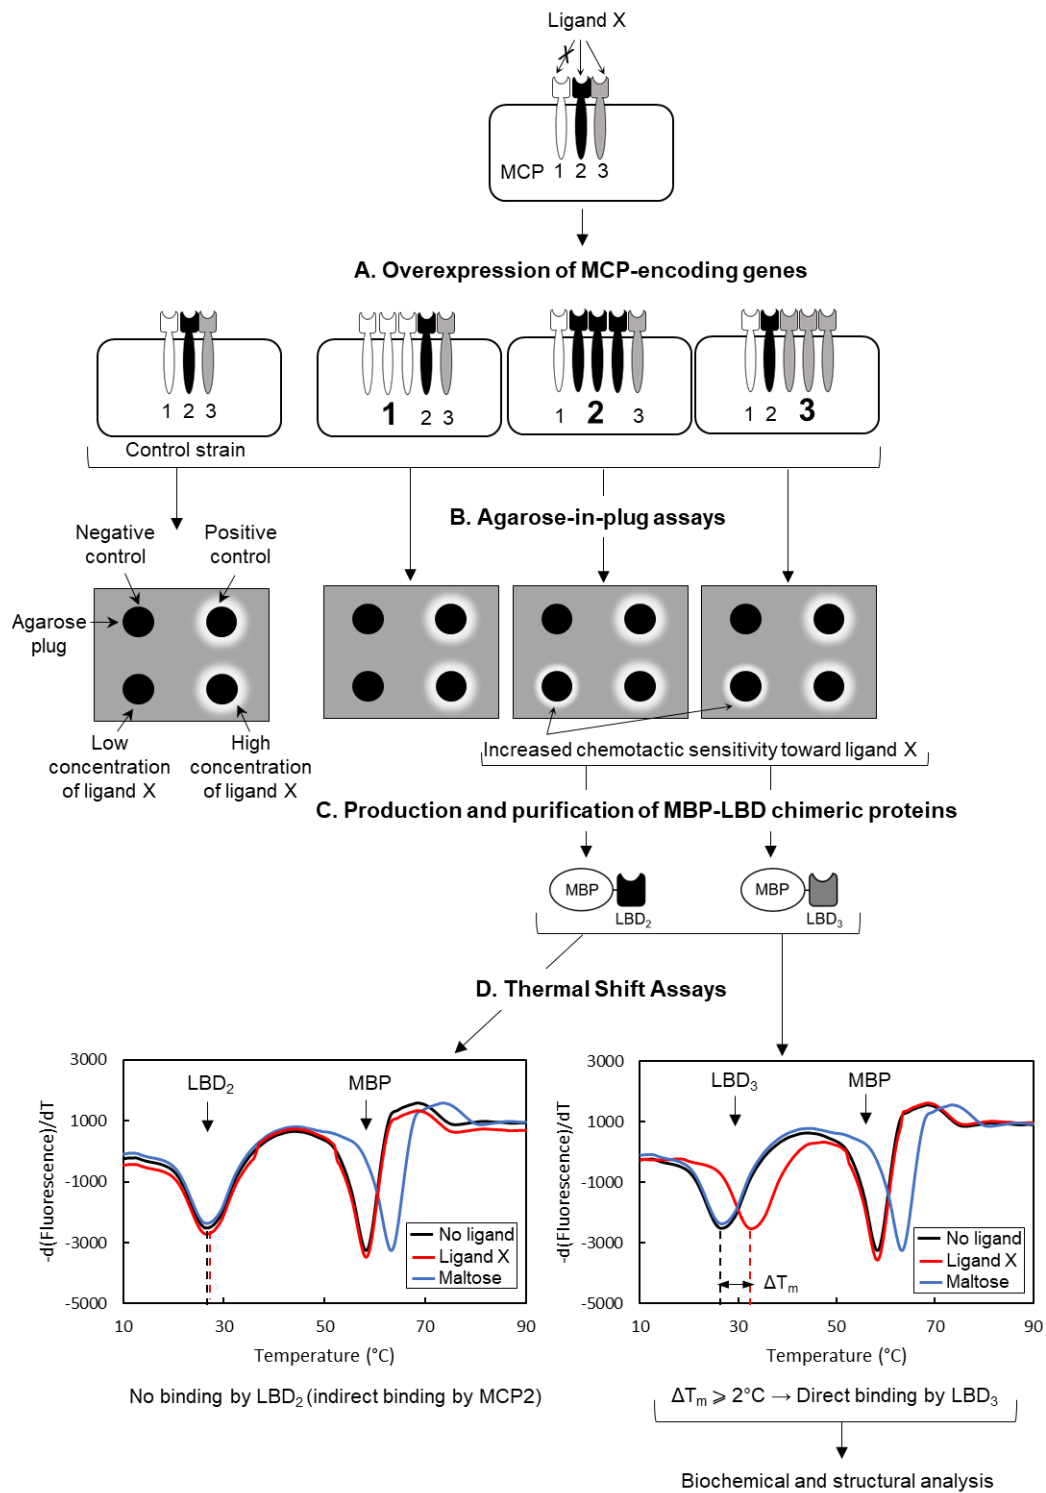 Ligand X
X
MCP 1 2 3
A. Overexpression of MCP-encoding genes
1 2 3
1 2 3
1 2 3
1 2 3
Control strain
B. Agarose-in-plug assays
Negative
control
Positive
control
Agarose
plug
Low
concentration
of ligand X
High
concentration
of ligand X
Increased chemotactic sensitivity toward ligand X
C. Production and purification of MBP-LBD chimeric proteins
MBP
LBD2
MBP
LBD3
D. Thermal Shift Assays
-d(Fluorescence)/dT
3000
1000
-1000
-3000
-5000
LBD2
MBP
No ligand
Ligand X
Maltose
10 30 50 70 90
Temperature (°C)
No binding by LBD2 (indirect binding by MCP2)
-d(Fluorescence)/dT
3000
1000
-1000
-3000
-5000
LBD3
MBP
ΔTm
No ligand
Ligand X
Maltose
10 30 50 70 90
Temperature (°C)
ΔTm ⩾ 2°C → Direct binding by LBD3
Biochemical and structural analysis